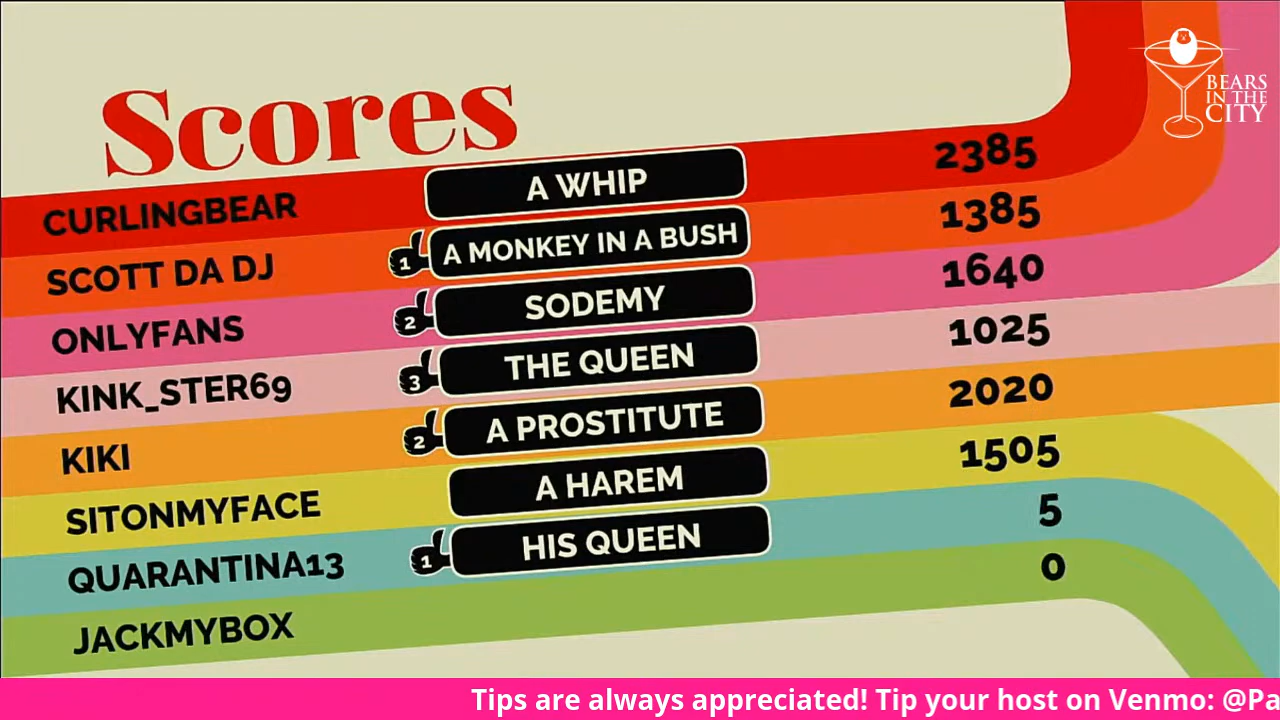 Scores
BEARS
IN THE
CITY
CURLINGBEAR A WHIP 2385
SCOTT DA DJ 1 A MONKEY IN A BUSH 1385
ONLYFANS 2 SODEMY 1640
KINK_STER69 3 THE QUEEN 1025
KIKI 2 A PROSTITUTE 2020
SITONMYFACE A HAREM 1505
QUARANTINA13 1 HIS QUEEN 5
JACKMYBOX 0
Tips are always appreciated! Tip your host on Venmo: @Pa